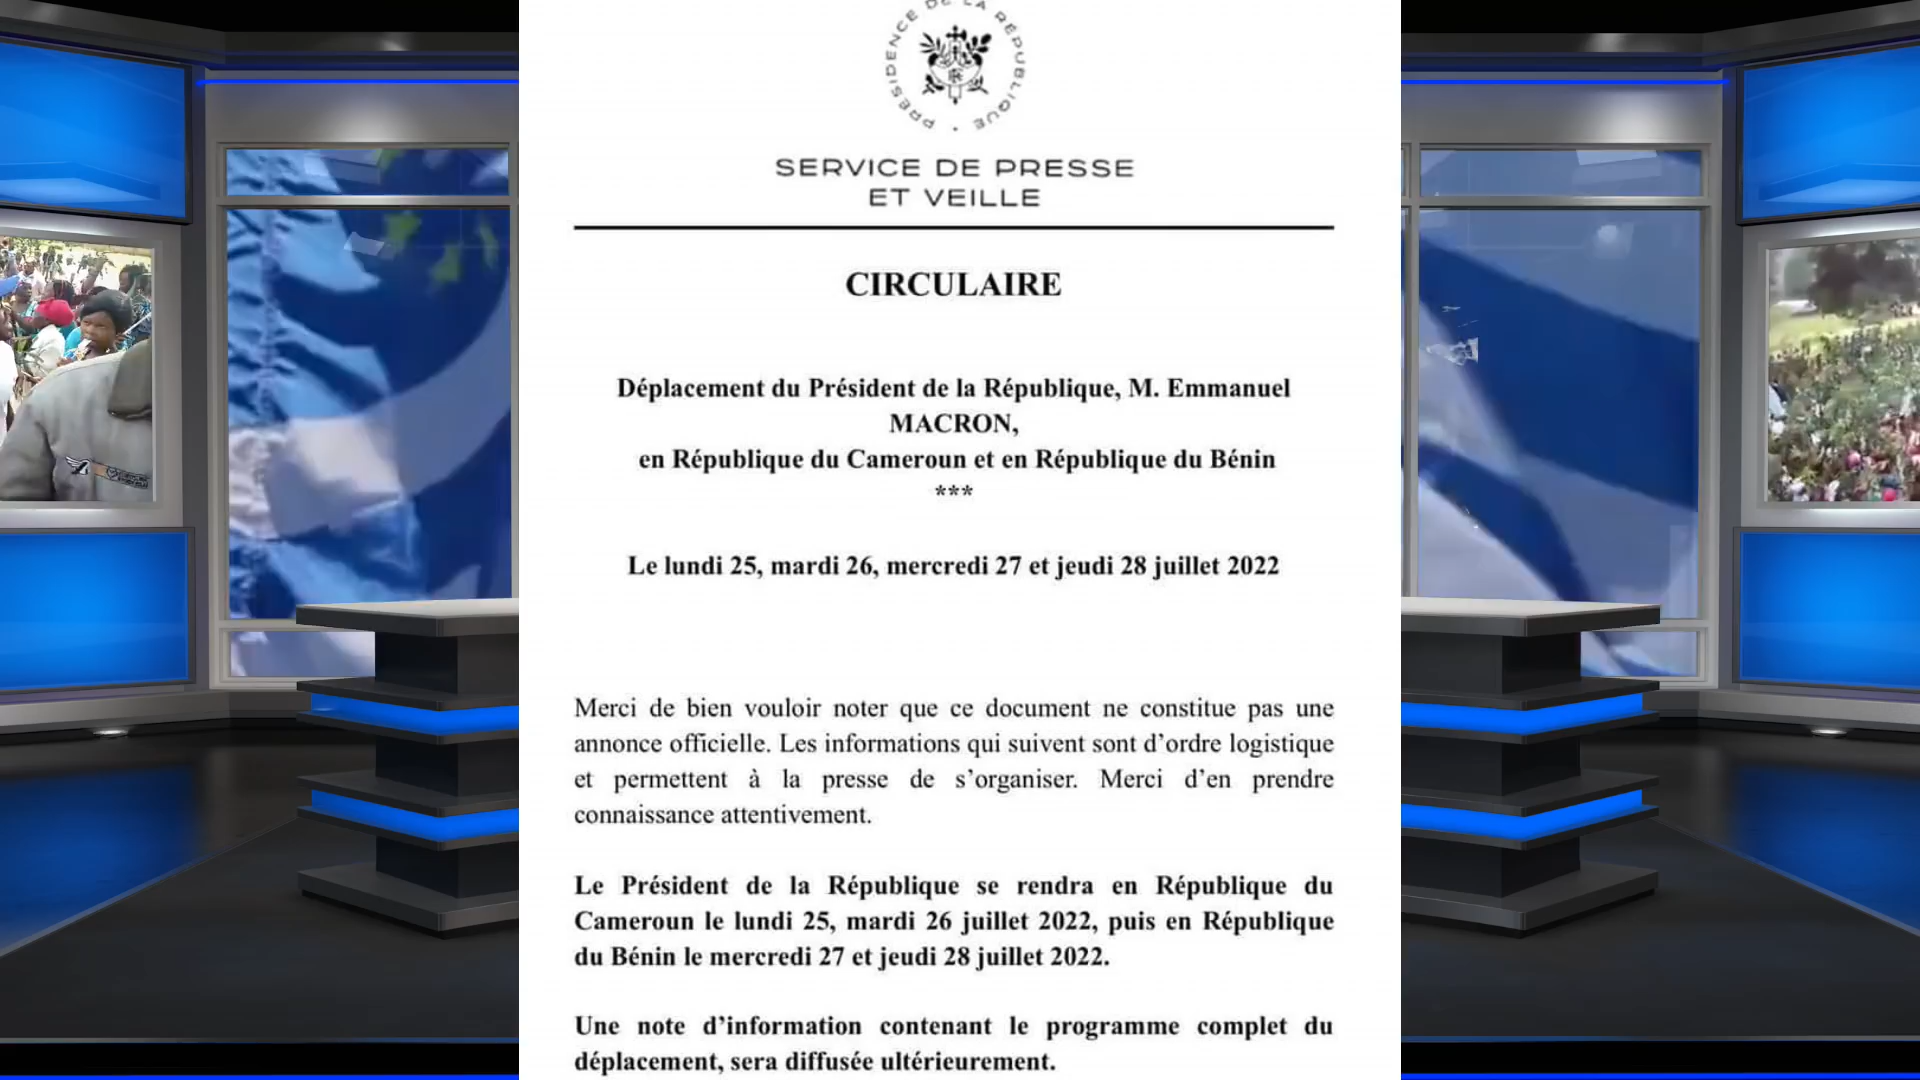 PRÉSIDENCE DE LA RÉPUBLIQUE
SERVICE DE PRESSE
ET VEILLE
CIRCULAIRE
Déplacement du Président de la République, M. Emmanuel
MACRON,
en République du Cameroun et en République du Bénin
***
Le lundi 25, mardi 26, mercredi 27 et jeudi 28 juillet 2022
Merci de bien vouloir noter que ce document ne constitue pas une
annonce officielle. Les informations qui suivent sont d’ordre logistique
et permettent à la presse de s’organiser. Merci d’en prendre
connaissance attentivement.
Le Président de la République se rendra en République du
Cameroun le lundi 25, mardi 26 juillet 2022, puis en République
du Bénin le mercredi 27 et jeudi 28 juillet 2022.
Une note d’information contenant le programme complet du
déplacement, sera diffusée ultérieurement.